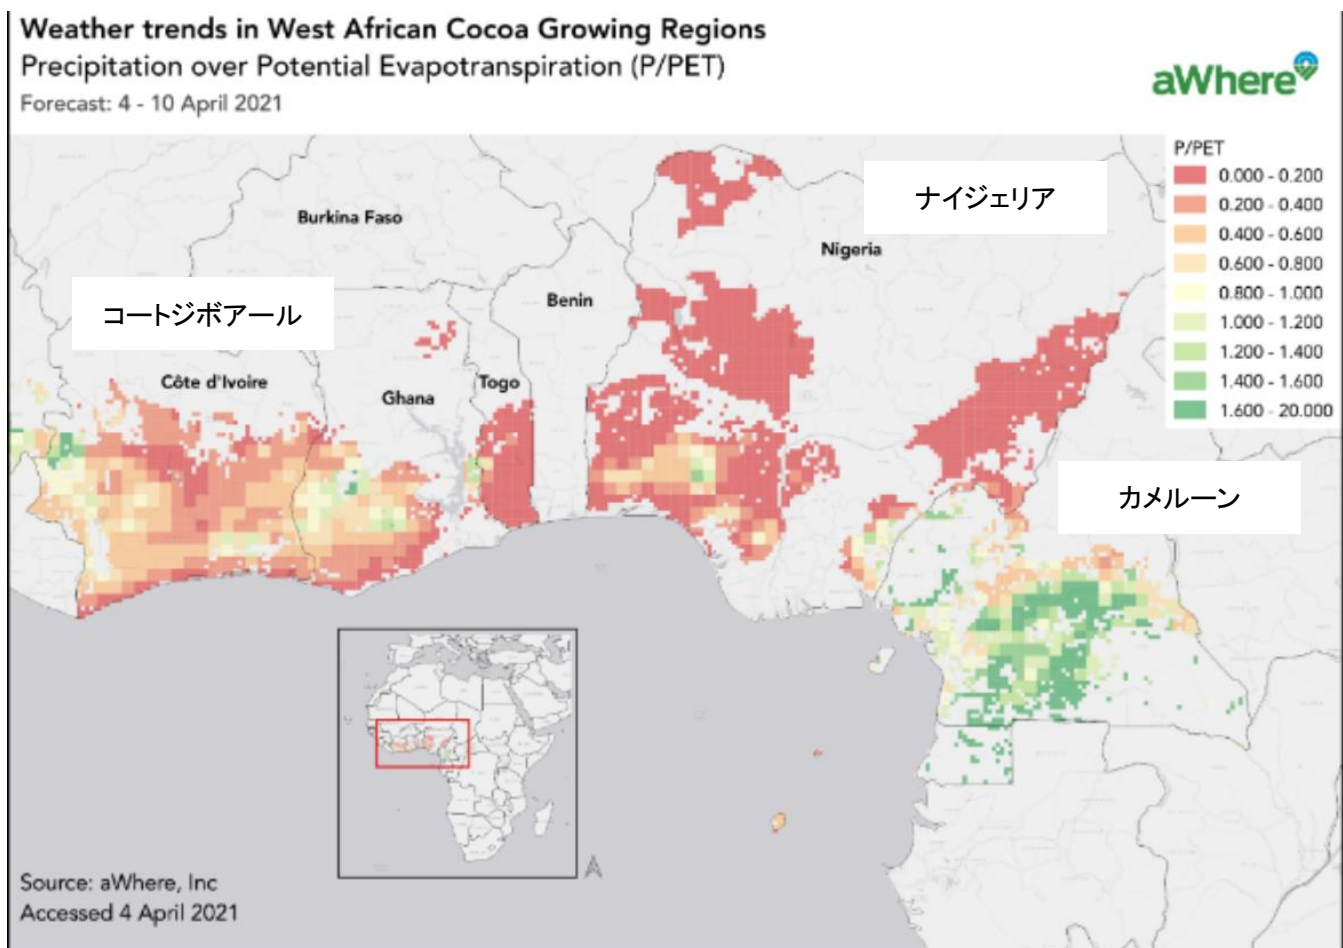 Weather trends in West African Cocoa Growing Regions
Precipitation over Potential Evapotranspiration (P/PET)
Forecast: 4 - 10 April 2021
aWhere
P/PET
0.000 - 0.200
0.200 - 0.400
0.400 - 0.600
0.600 - 0.800
0.800 - 1.000
1.000 - 1.200
1.200 - 1.400
1.400 - 1.600
1.600 - 20.000
ナイジェリア
Burkina Faso
Nigeria
Benin
コートジボアール
Côte d'Ivoire
Togo
Ghana
カメルーン
Source: aWhere, Inc
Accessed 4 April 2021